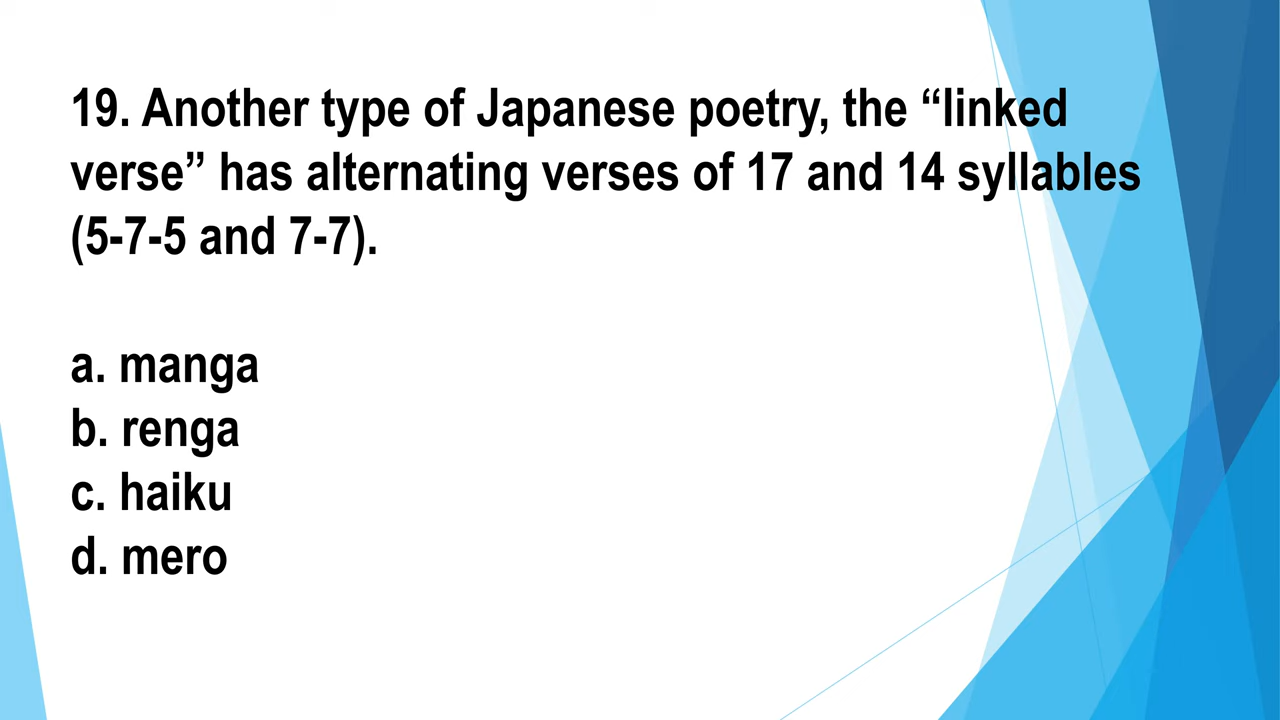 19. Another type of Japanese poetry, the “linked
verse” has alternating verses of 17 and 14 syllables
(5-7-5 and 7-7).
a. manga
b. renga
c. haiku
d. mero